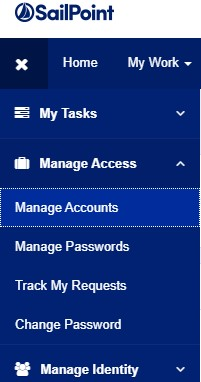 SailPoint
Home My Work
My Tasks
Manage Access
Manage Accounts
Manage Passwords
Track My Requests
Change Password
Manage Identity